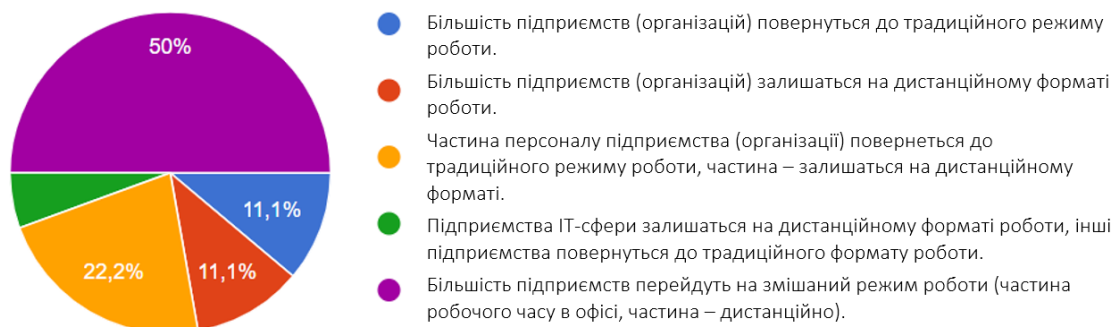 50%
11,1%
11,1%
22,2%
Більшість підприємств (організацій) повернуться до традиційного режиму
роботи.
Більшість підприємств (організацій) залишаться на дистанційному форматі
роботи.
Частина персоналу підприємства (організації) повернеться до
традиційного режиму роботи, частина – залишаться на дистанційному
форматі.
Підприємства ІТ-сфери залишаться на дистанційному форматі роботи, інші
підприємства повернуться до традиційного формату роботи.
Більшість підприємств перейдуть на змішаний режим роботи (частина
робочого часу в офісі, частина – дистанційно).